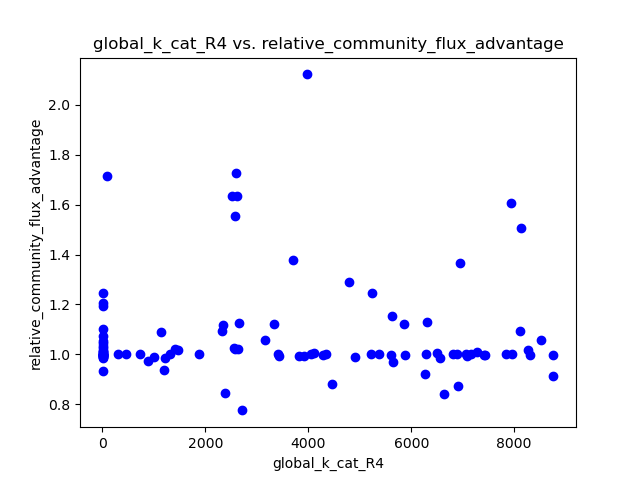 global_k_cat_R4 vs. relative_community_flux_advantage
relative_community_flux_advantage
2.0
1.8
1.6
1.4
1.2
1.0
0.8
0 2000 4000 6000 8000
global_k_cat_R4